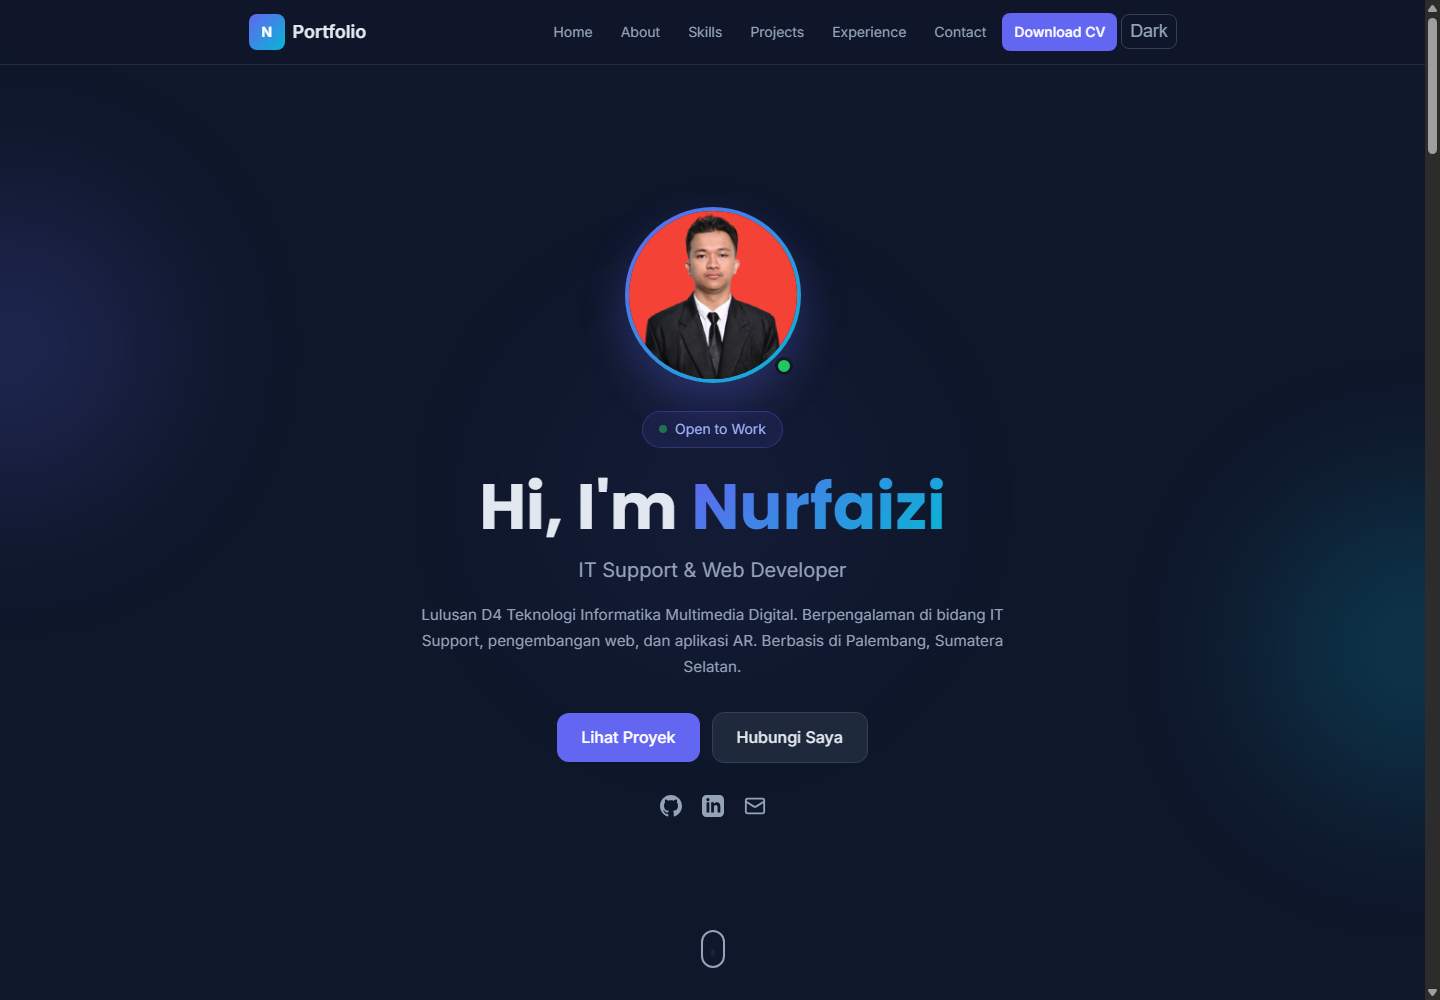 N Portfolio Home About Skills Projects Experience Contact Download CV Dark
Open to Work
Hi, I'm Nurfaizi
IT Support & Web Developer
Lulusan D4 Teknologi Informatika Multimedia Digital. Berpengalaman di bidang IT
Support, pengembangan web, dan aplikasi AR. Berbasis di Palembang, Sumatera
Selatan.
Lihat Proyek Hubungi Saya
in